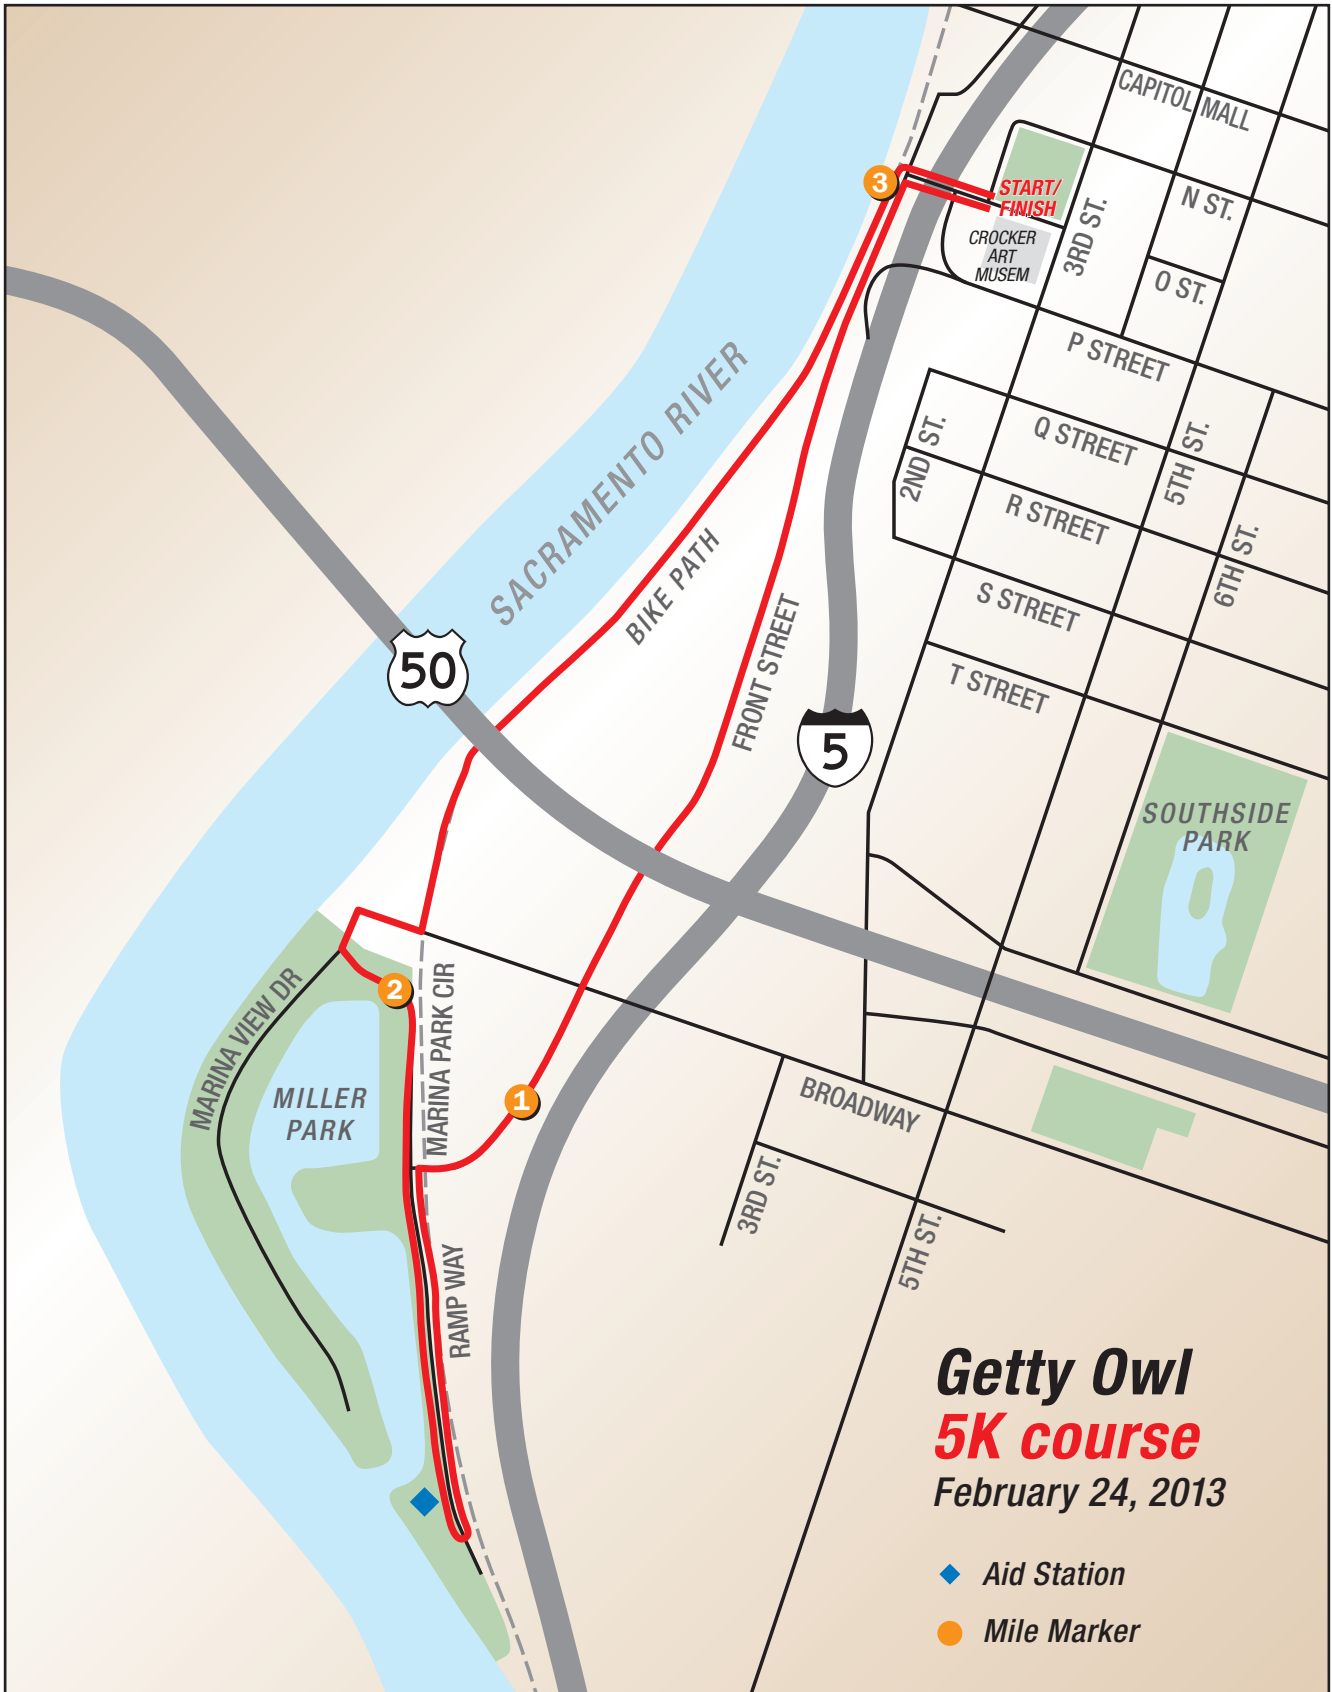 CAPITOL MALL
3
START/
FINISH
N ST.
3RD ST.
CROCKER
ART
MUSEM
O ST.
P STREET
SACRAMENTO RIVER
Q STREET
2ND ST.
5TH ST.
R STREET
6TH ST.
BIKE PATH
S STREET
FRONT STREET
50
T STREET
5
SOUTHSIDE
PARK
MARINA VIEW DR
2
MARINA PARK CIR
MILLER
PARK
1
BROADWAY
3RD ST.
5TH ST.
RAMP WAY
Getty Owl
5K course
February 24, 2013
Aid Station
Mile Marker